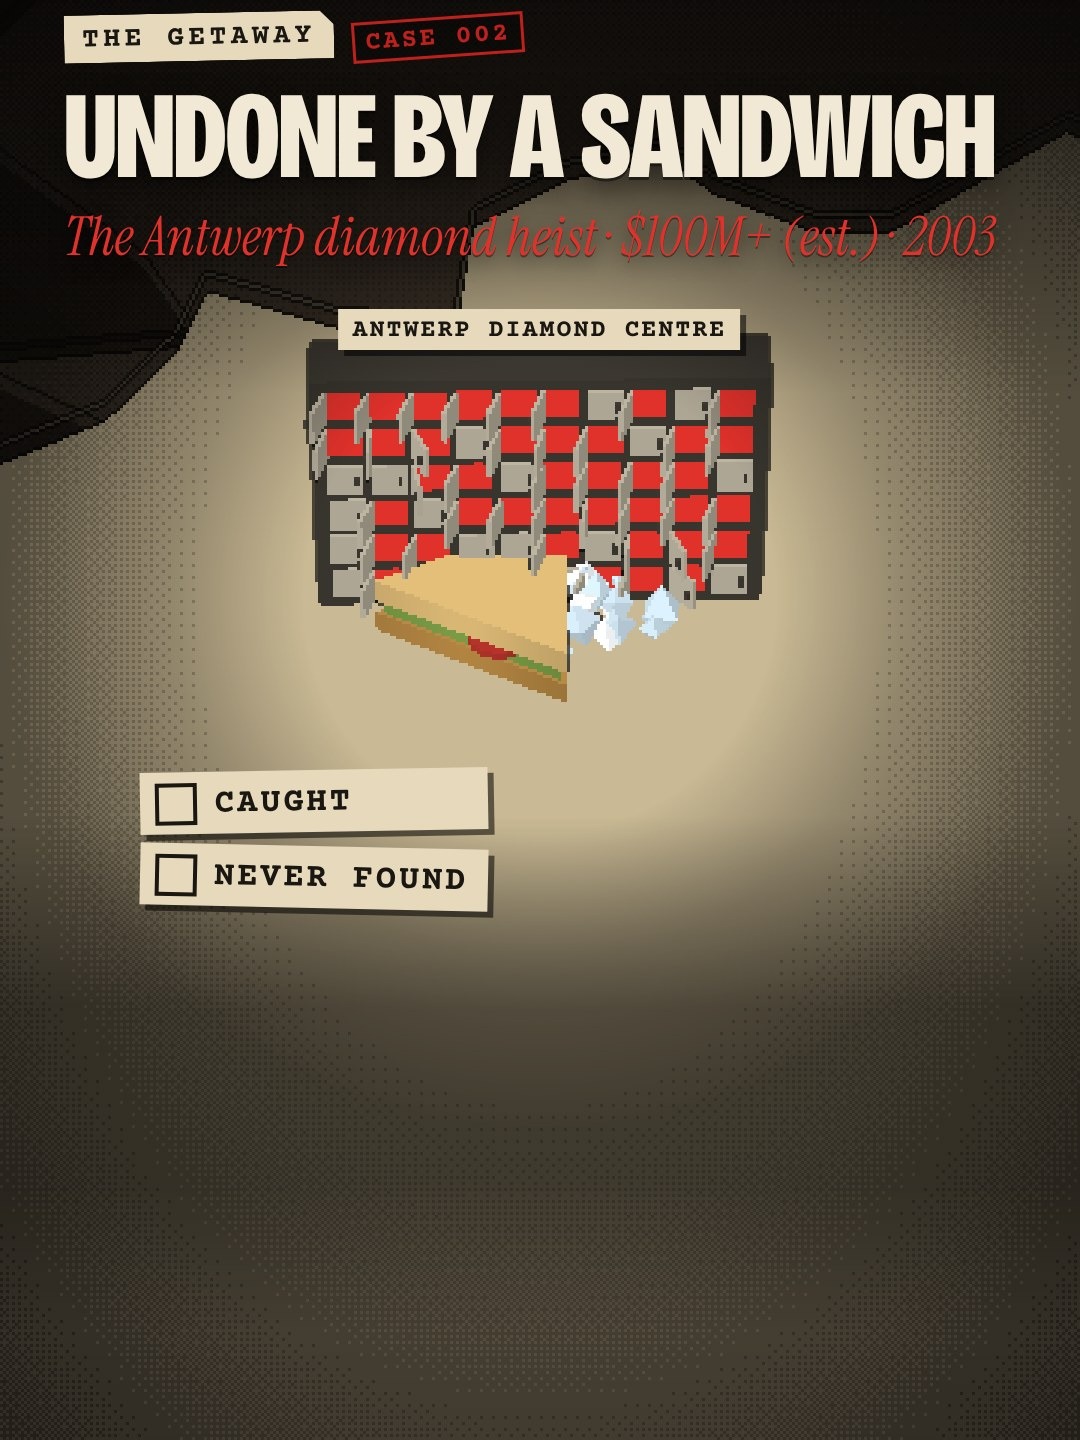 THE GETAWAY
CASE 002
UNDONE BY A SANDWICH
The Antwerp diamond heist · $100M+ (est.) · 2003
ANTWERP DIAMOND CENTRE
CAUGHT
NEVER FOUND